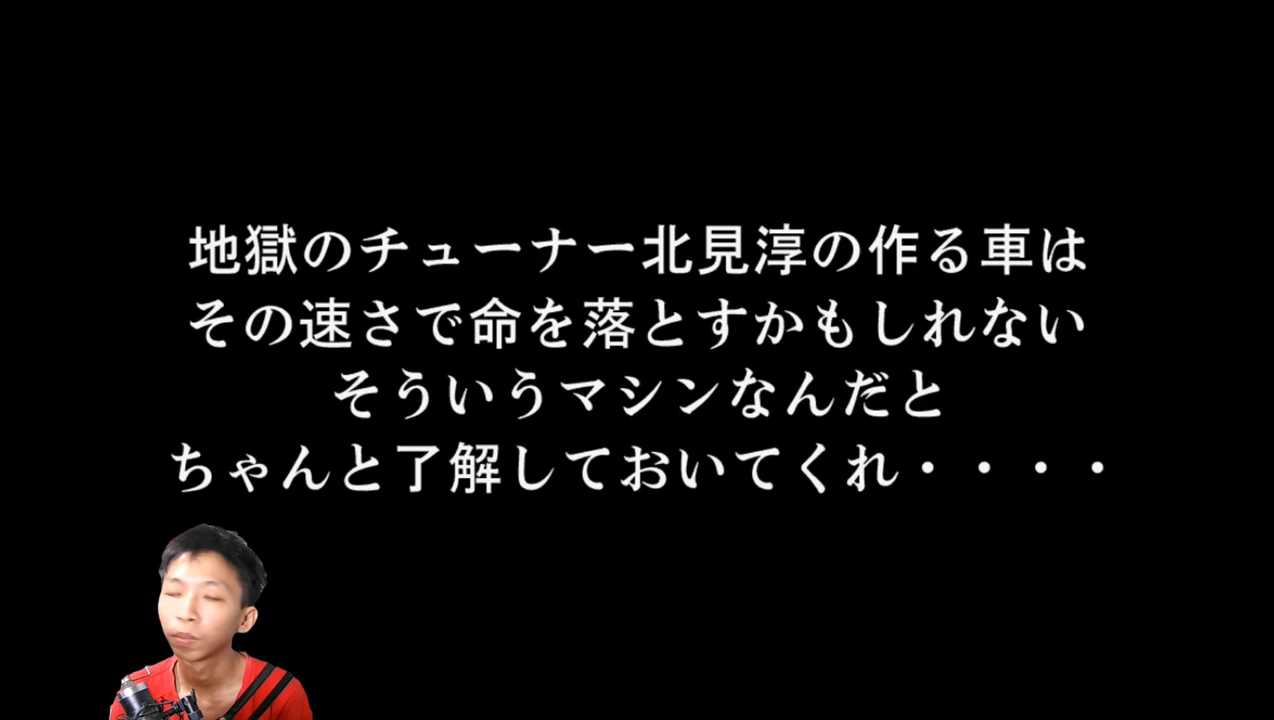 地獄のチューナー北見淳の作る車は
その速さで命を落とすかもしれない
そういうマシンなんだと
ちゃんと了解しておいてくれ・・・・